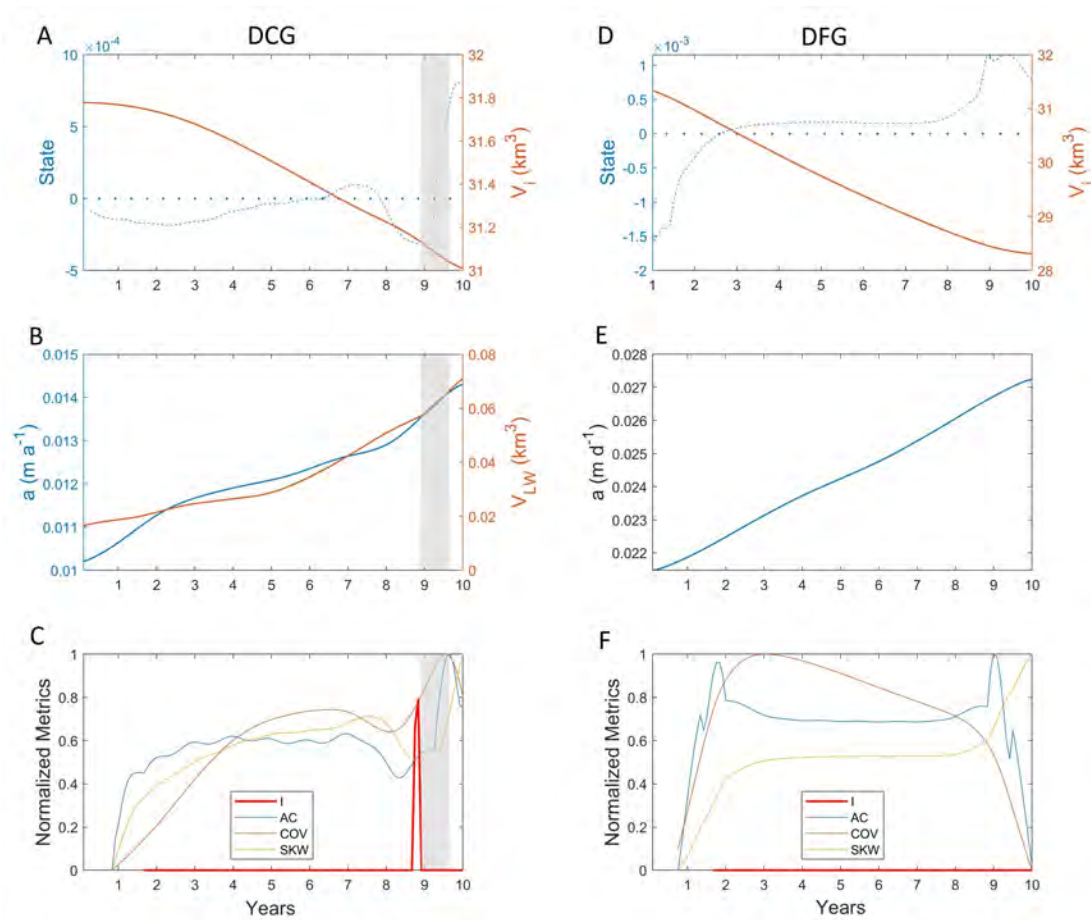 A DCG
×10⁻⁴
10
5
0
-5
State
32
31.8
31.6
31.4
31.2
31
Vᵢ (km³)
1 2 3 4 5 6 7 8 9 10
D DFG
×10⁻³
1
0.5
0
-0.5
-1
-1.5
-2
State
32
31
30
29
28
Vᵢ (km³)
1 2 3 4 5 6 7 8 9 10
B
0.015
0.014
0.013
0.012
0.011
0.01
a (m a⁻¹)
0.08
0.06
0.04
0.02
0
V_LW (km³)
1 2 3 4 5 6 7 8 9 10
E
0.028
0.027
0.026
0.025
0.024
0.023
0.022
a (m d⁻¹)
1 2 3 4 5 6 7 8 9 10
C
1
0.8
0.6
0.4
0.2
0
Normalized Metrics
I
AC
COV
SKW
1 2 3 4 5 6 7 8 9 10
Years
F
1
0.8
0.6
0.4
0.2
0
Normalized Metrics
I
AC
COV
SKW
1 2 3 4 5 6 7 8 9 10
Years